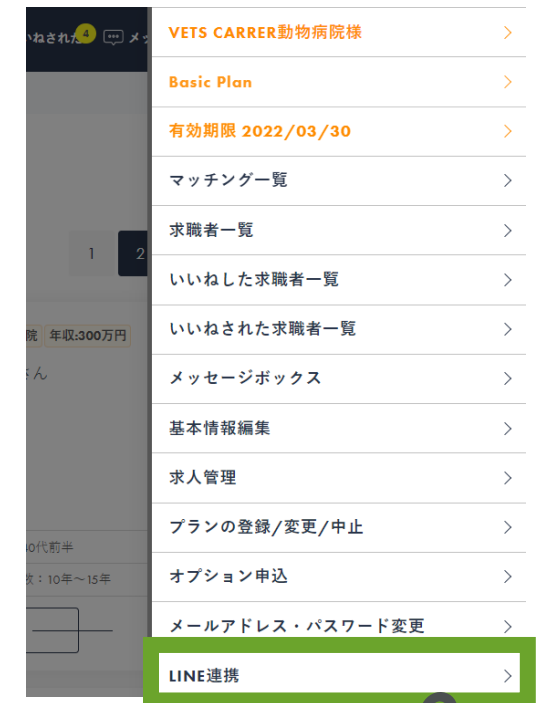 いねされた 4 メッ
VETS CARRER動物病院様
Basic Plan
有効期限 2022/03/30
マッチング一覧
求職者一覧
1 2
いいねした求職者一覧
いいねされた求職者一覧
院 年収:300万円
さん
メッセージボックス
基本情報編集
求人管理
プランの登録/変更/中止
0代前半
オプション申込
数：10年〜15年
メールアドレス・パスワード変更
LINE連携